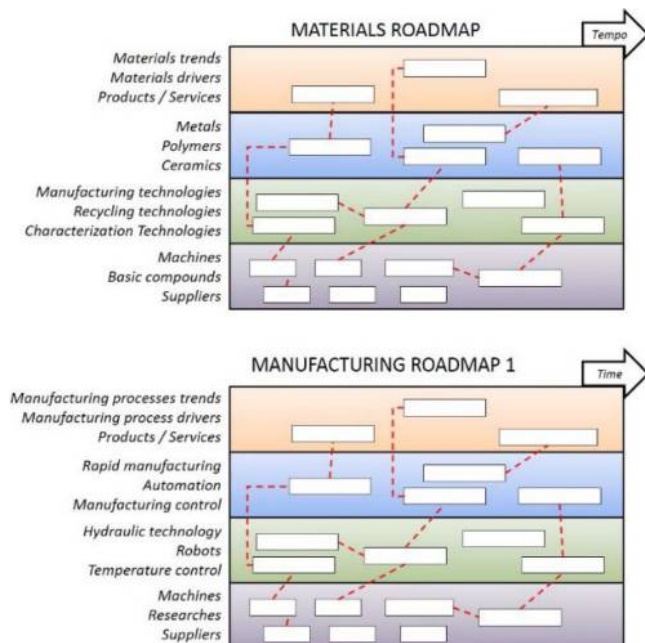 MATERIALS ROADMAP
Tempo
Materials trends
Materials drivers
Products / Services
Metals
Polymers
Ceramics
Manufacturing technologies
Recycling technologies
Characterization Technologies
Machines
Basic compounds
Suppliers
MANUFACTURING ROADMAP 1
Time
Manufacturing processes trends
Manufacturing process drivers
Products / Services
Rapid manufacturing
Automation
Manufacturing control
Hydraulic technology
Robots
Temperature control
Machines
Researches
Suppliers